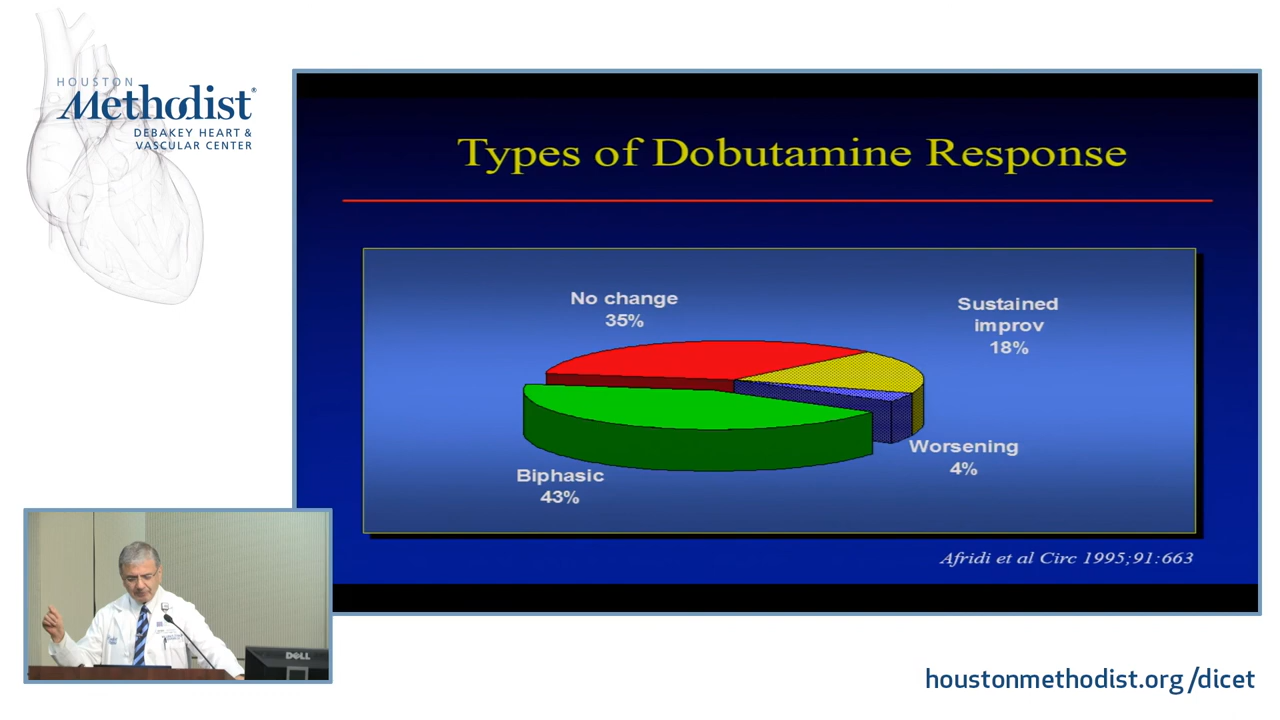 HOUSTON
Methodist®
DEBAKEY HEART &
VASCULAR CENTER
Types of Dobutamine Response
No change
35%
Sustained
improv
18%
Worsening
4%
Biphasic
43%
Afridi et al Circ 1995;91:663
DELL
houstonmethodist.org/dicet